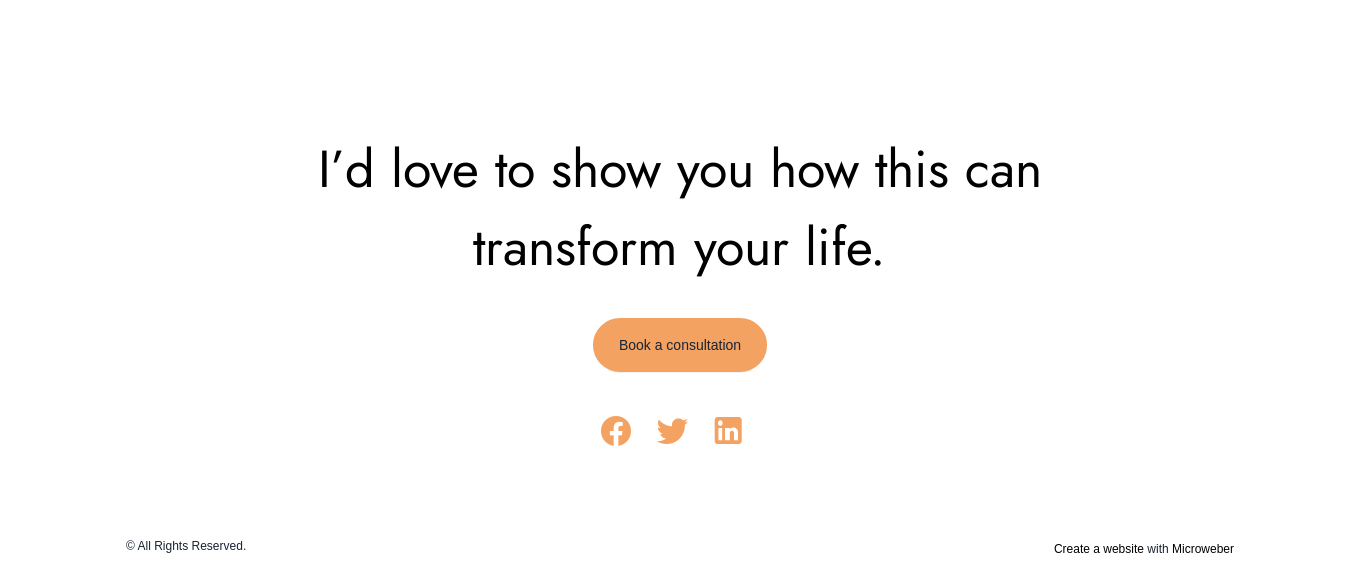 I’d love to show you how this can
transform your life.
Book a consultation
© All Rights Reserved.
Create a website with Microweber